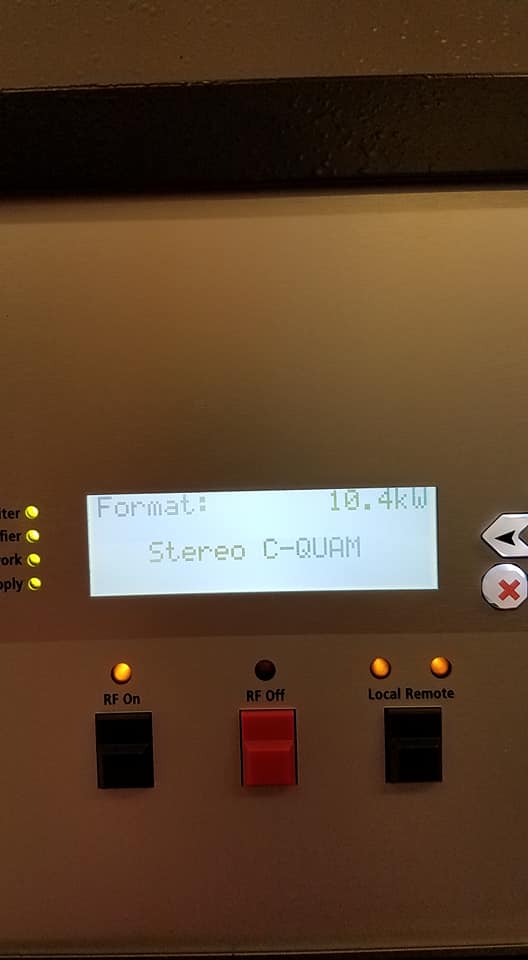 Format: 10.4kW
Stereo C-QUAM
iter
fier
ork
pply
RF On
RF Off
Local Remote